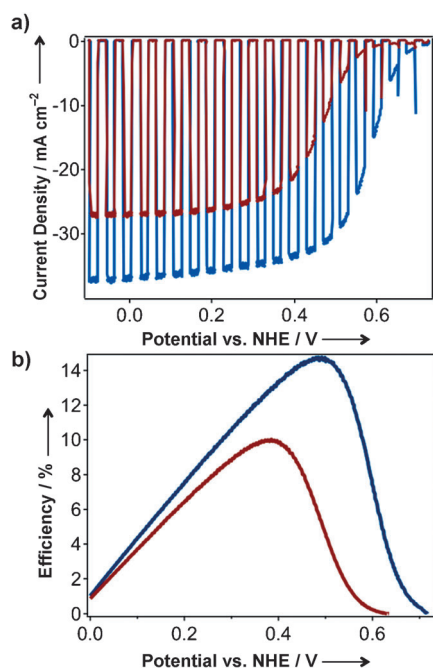 a)
Current Density / mA cm⁻² ⟶
0
-10
-20
-30
0.0 0.2 0.4 0.6
Potential vs. NHE / V ⟶
b)
Efficiency / % ⟶
14
12
10
8
6
4
2
0
0.0 0.2 0.4 0.6
Potential vs. NHE / V ⟶